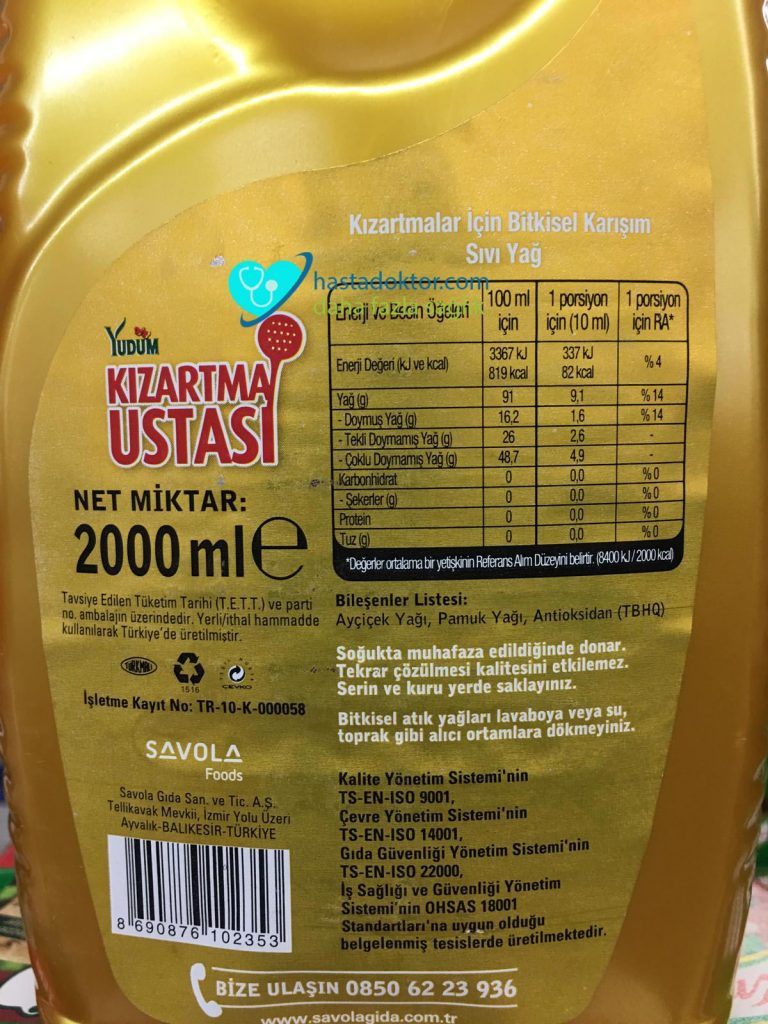 Kızartmalar İçin Bitkisel Karışım
Sıvı Yağ
hastadoktor.com
daha fazla sağlık
Enerji ve Besin Ögeleri 100 ml için 1 porsiyon için (10 ml) 1 porsiyon için RA*
Enerji Değeri (kJ ve kcal) 3367 kJ 819 kcal 337 kJ 82 kcal %4
Yağ (g) 91 9,1 %14
- Doymuş Yağ (g) 16,2 1,6 %14
- Tekli Doymamış Yağ (g) 26 2,6 -
- Çoklu Doymamış Yağ (g) 48,7 4,9 -
Karbonhidrat 0 0,0 %0
- Şekerler (g) 0 0,0 %0
Protein 0 0,0 %0
Tuz (g) 0 0,0 %0
*Değerler ortalama bir yetişkinin Referans Alım Düzeyini belirtir. (8400 kJ / 2000 kcal)
YUDUM
KIZARTMA
USTASI
NET MİKTAR:
2000 ml e
Tavsiye Edilen Tüketim Tarihi (T.E.T.T.) ve parti
no. ambalajın üzerindedir. Yerli/ithal hammadde
kullanılarak Türkiye'de üretilmiştir.
1516
ÇEVKO
İşletme Kayıt No: TR-10-K-000058
SAVOLA
Foods
Savola Gıda San. ve Tic. A.Ş.
Tellikavak Mevkii, İzmir Yolu Üzeri
Ayvalık-BALIKESİR-TÜRKİYE
8 690876 102353
Bileşenler Listesi:
Ayçiçek Yağı, Pamuk Yağı, Antioksidan (TBHQ)
Soğukta muhafaza edildiğinde donar.
Tekrar çözülmesi kalitesini etkilemez.
Serin ve kuru yerde saklayınız.
Bitkisel atık yağları lavaboya veya su,
toprak gibi alıcı ortamlara dökmeyiniz.
Kalite Yönetim Sistemi'nin
TS-EN-ISO 9001,
Çevre Yönetim Sistemi'nin
TS-EN-ISO 14001,
Gıda Güvenliği Yönetim Sistemi'nin
TS-EN-ISO 22000,
İş Sağlığı ve Güvenliği Yönetim
Sistemi'nin OHSAS 18001
Standartları'na uygun olduğu
belgelenmiş tesislerde üretilmektedir.
BİZE ULAŞIN 0850 62 23 936
www.savolagida.com.tr